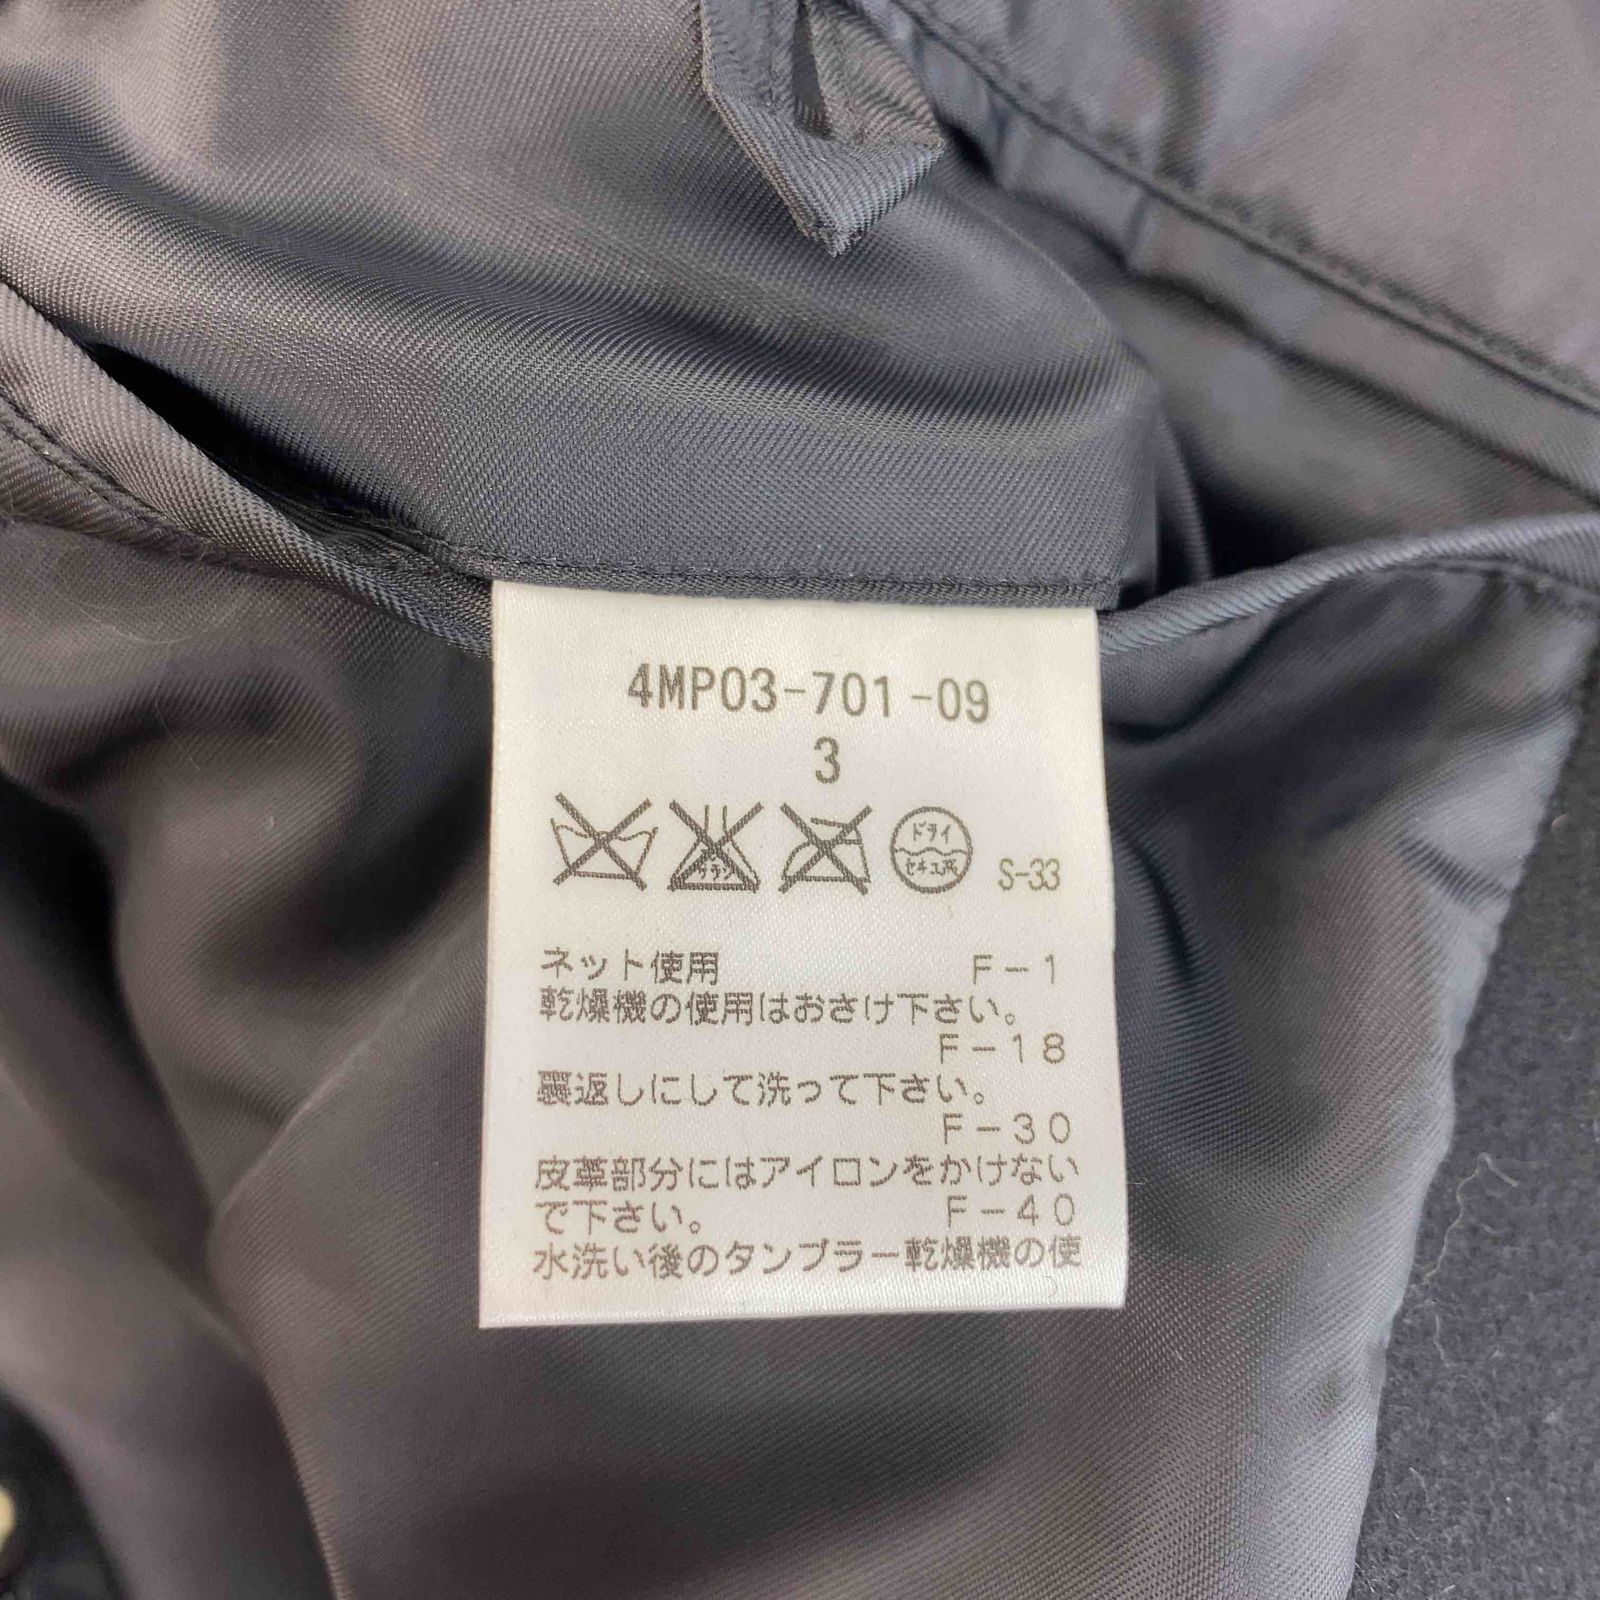 4MP03-701-09
3
サラシ
ドライ
セキユ系
S-33
ネット使用 F-1
乾燥機の使用はおさけ下さい。
F-18
裏返しにして洗って下さい。
F-30
皮革部分にはアイロンをかけない
で下さい。 F-40
水洗い後のタンブラー乾燥機の使